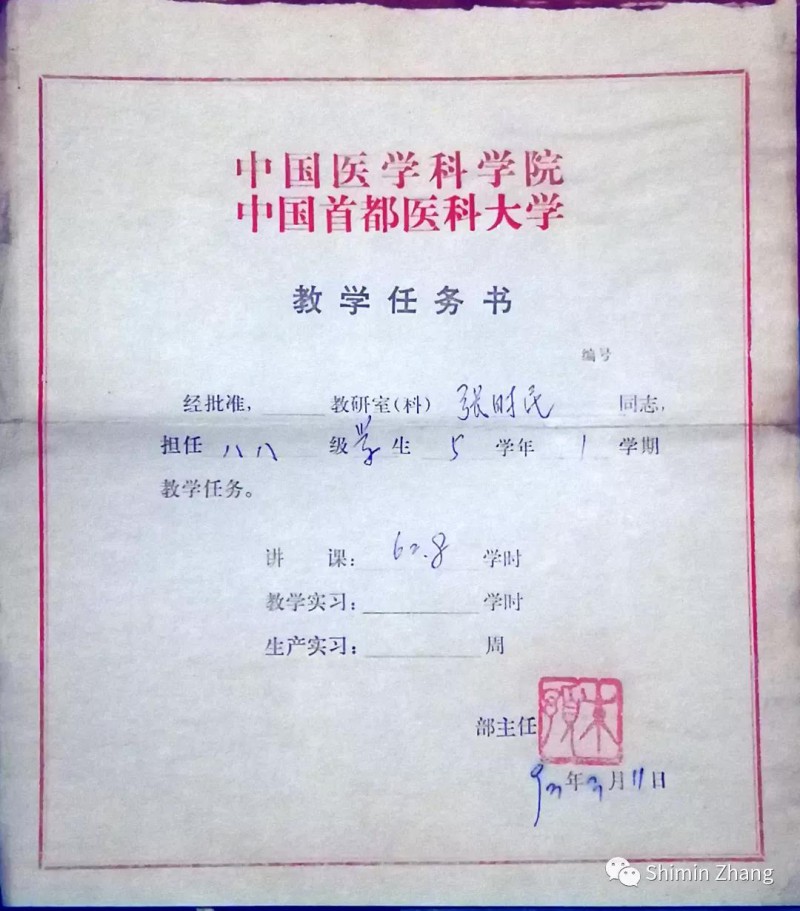 中国医学科学院
中国首都医科大学
教学任务书
编号
经批准, 教研室(科) 张时民 同志,
担任 八八 级学生 5 学年 1 学期
教学任务。
讲 课: 62.8 学时
教学实习: 学时
生产实习: 周
部主任
年 月 11 日
Shimin Zhang